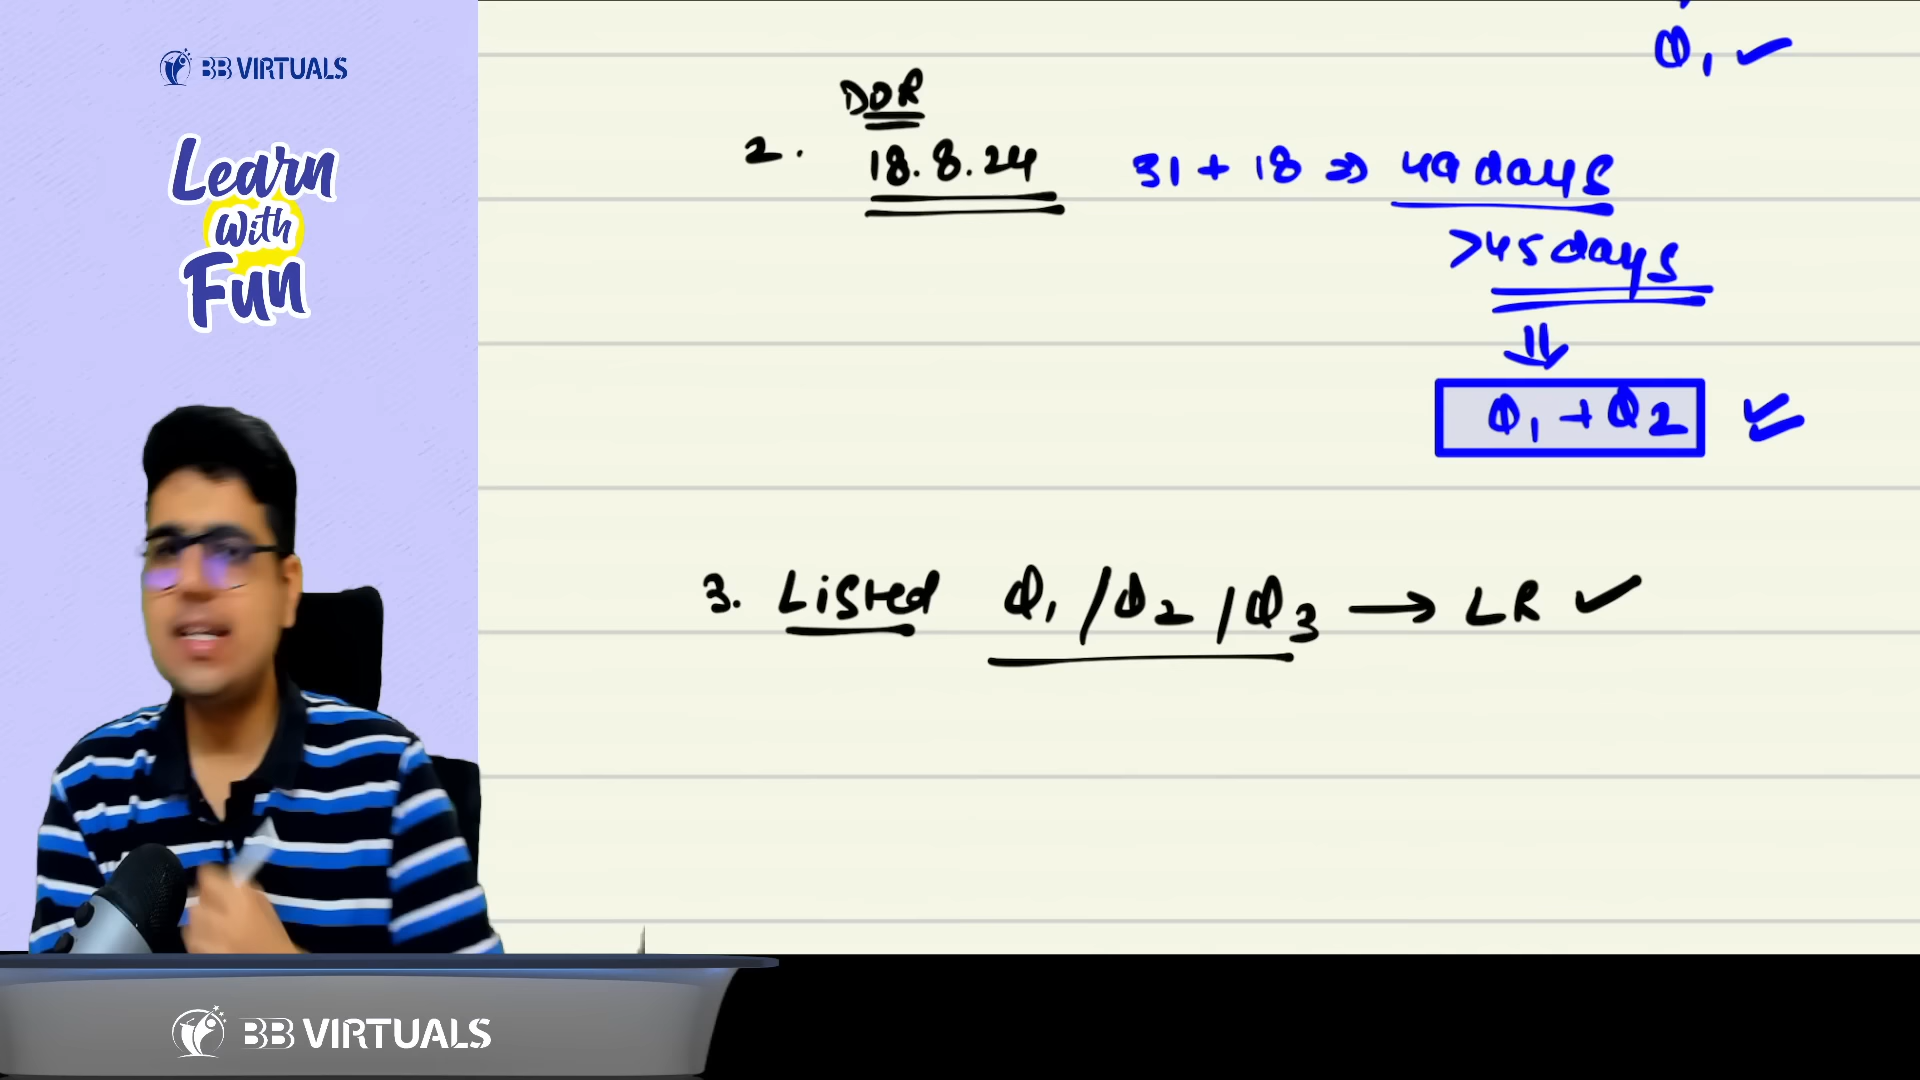 BB VIRTUALS
Learn
With
Fun
Q1 ✓
DOR
2. 18.8.24 31 + 18 ⇒ 49 days
>45 days
⇓
Q1 + Q2 ✓
3. Listed Q1 / Q2 / Q3 → LR ✓
BB VIRTUALS